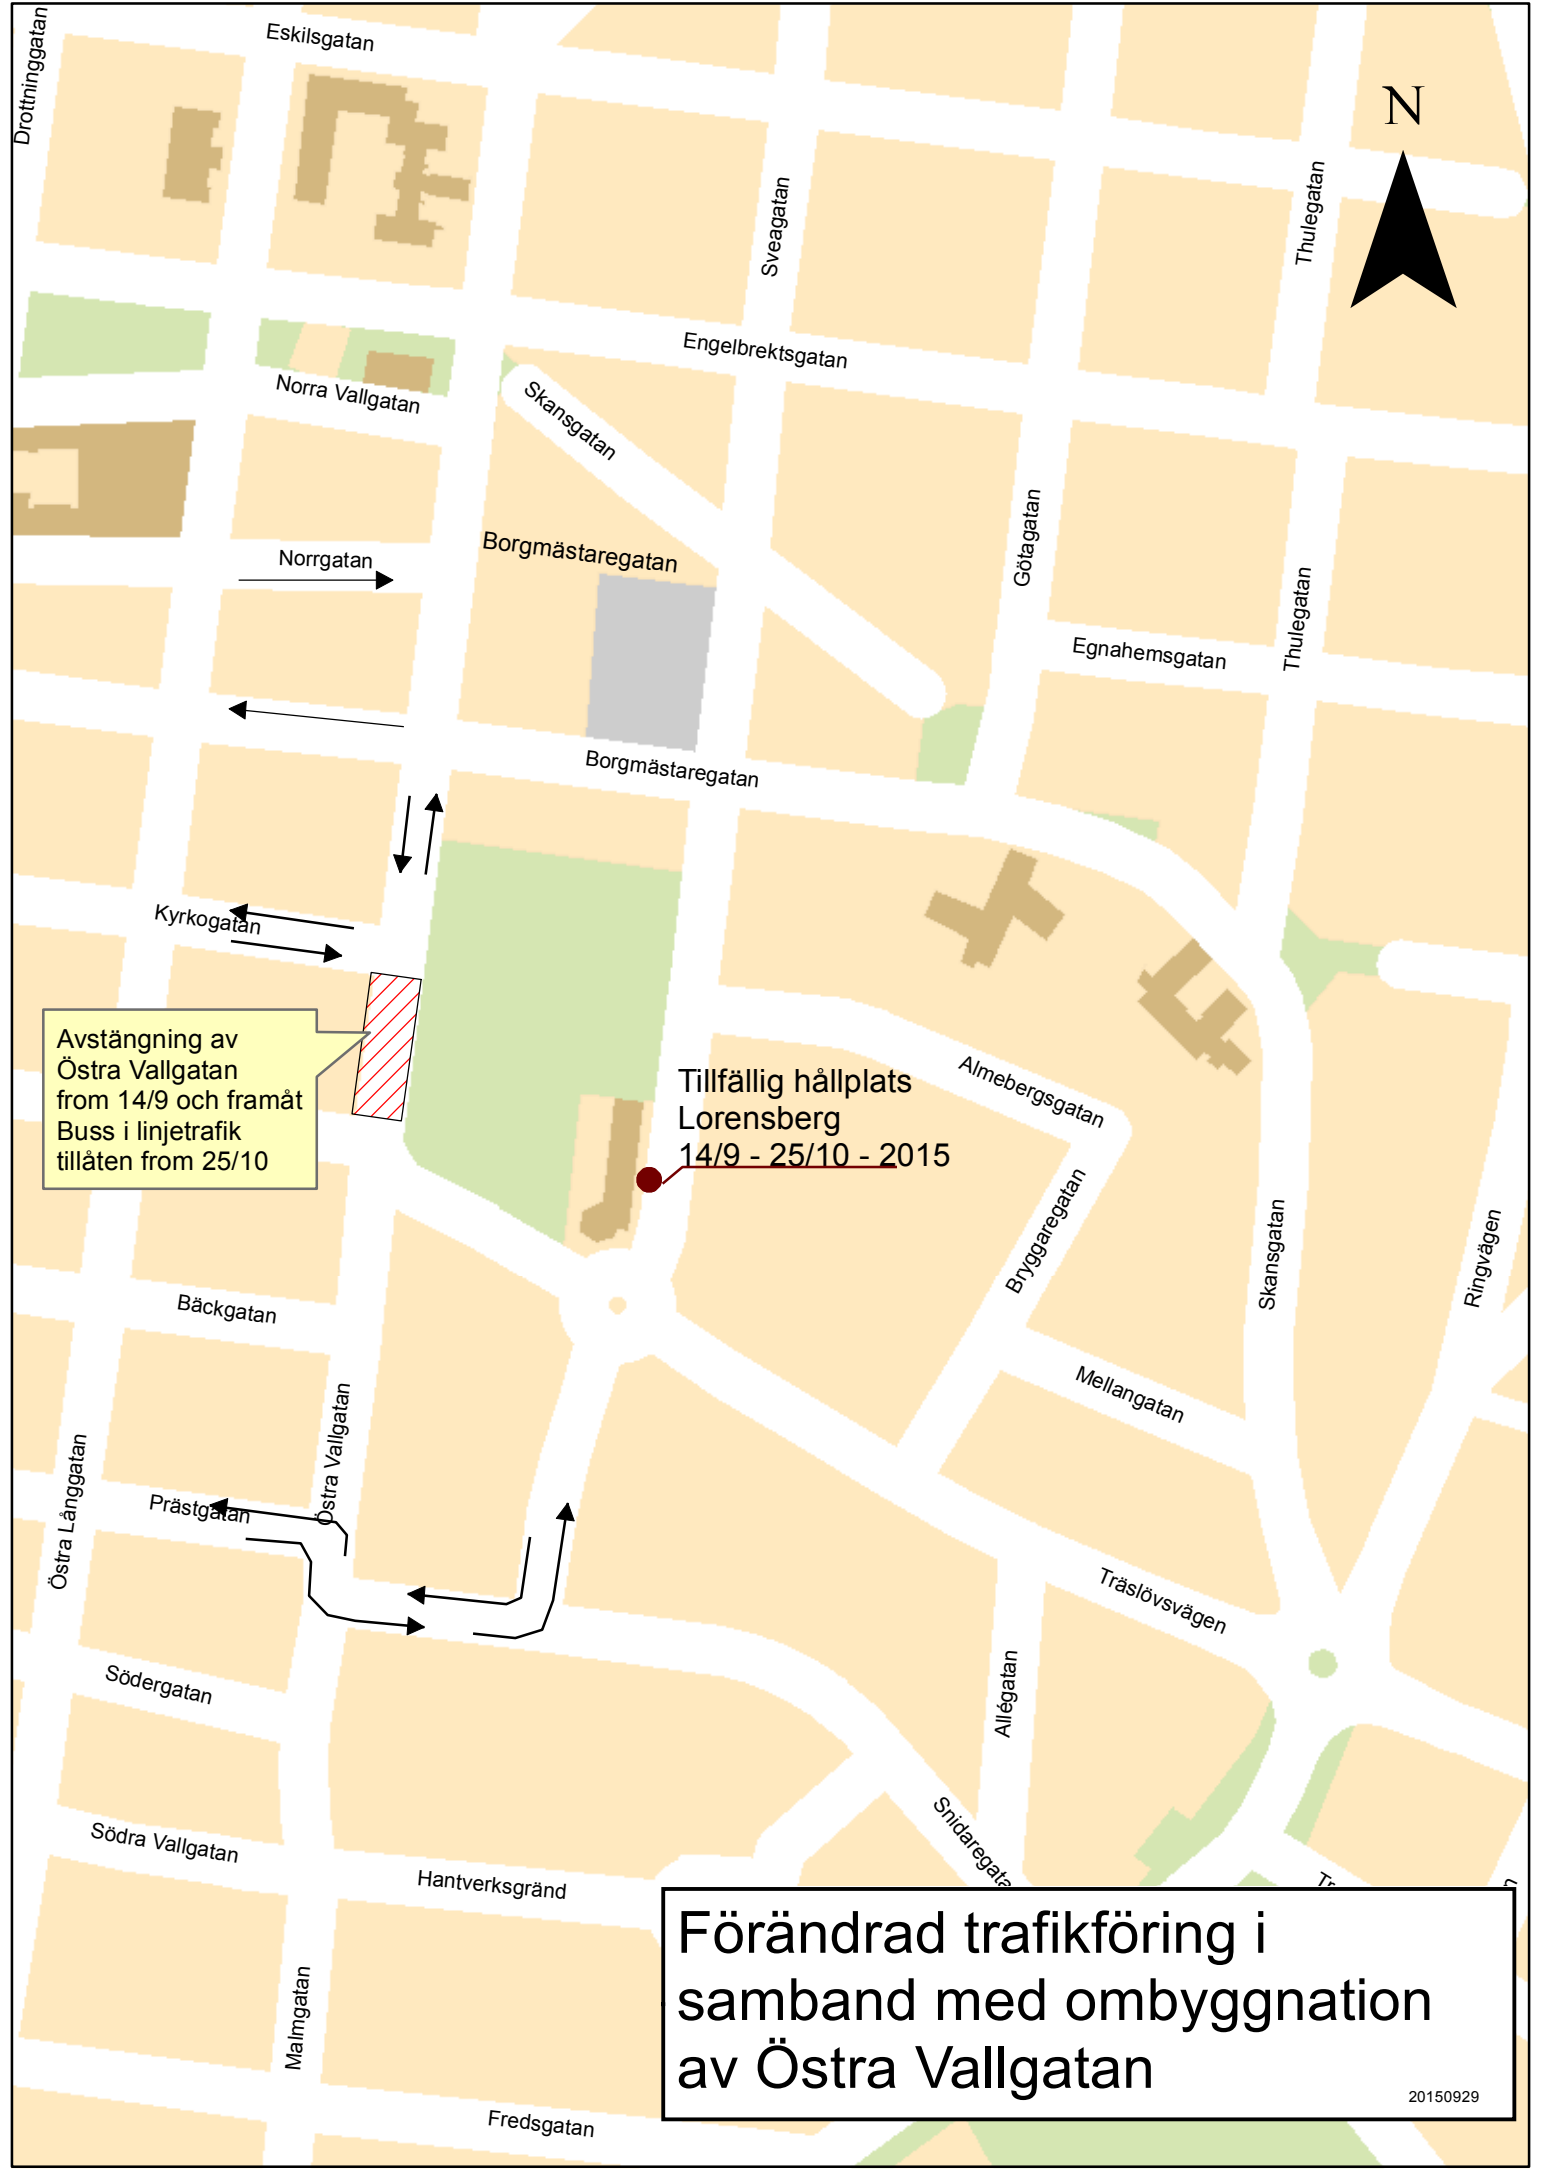 Eskilsgatan
Drottninggatan
N
Sveagatan
Thulegatan
Engelbrektsgatan
Norra Vallgatan
Skansgatan
Götagatan
Borgmästaregatan
Norrgatan
Thulegatan
Egnahemsgatan
Borgmästaregatan
Kyrkogatan
Avstängning av
Östra Vallgatan
from 14/9 och framåt
Buss i linjetrafik
tillåten from 25/10
Tillfällig hållplats
Lorensberg
14/9 - 25/10 - 2015
Almebergsgatan
Bryggaregatan
Skansgatan
Ringvägen
Bäckgatan
Mellangatan
Östra Vallgatan
Östra Långgatan
Prästgatan
Träslövsvägen
Allégatan
Södergatan
Södra Vallgatan
Snidaregata
Hantverksgränd
Tr
n
Malmgatan
Fredsgatan
Förändrad trafikföring i
samband med ombyggnation
av Östra Vallgatan
20150929